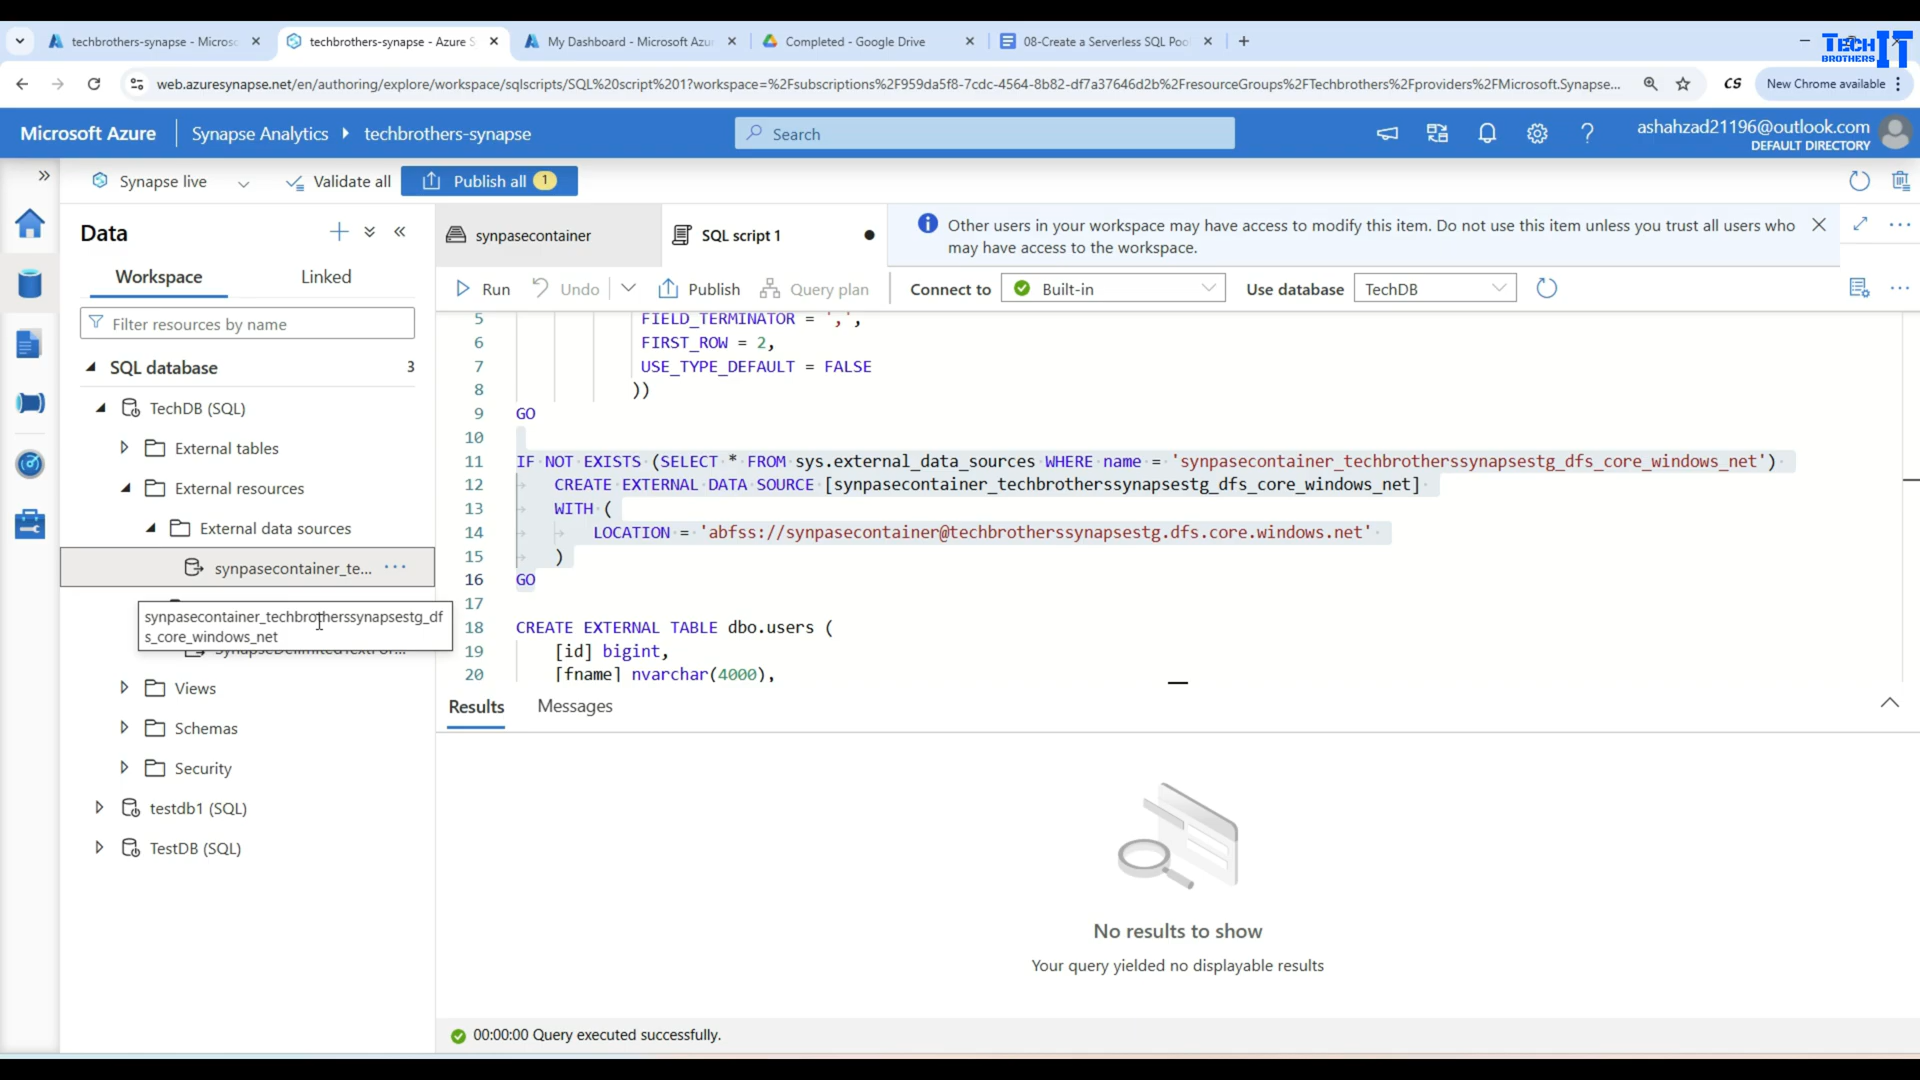 techbrothers-synapse - Microsc
techbrothers-synapse - Azure S
My Dashboard - Microsoft Azur
Completed - Google Drive
08-Create a Serverless SQL Poo
TECH IT
BROTHERS
web.azuresynapse.net/en/authoring/explore/workspace/sqlscripts/SQL%20script%201?workspace=%2Fsubscriptions%2F959da5f8-7cdc-4564-8b82-df7a37646d2b%2FresourceGroups%2FTechbrothers%2Fproviders%2FMicrosoft.Synapse...
CS
New Chrome available
Microsoft Azure
Synapse Analytics
techbrothers-synapse
Search
ashahzad21196@outlook.com
DEFAULT DIRECTORY
Synapse live
Validate all
Publish all 1
Data
Workspace
Linked
Filter resources by name
SQL database 3
TechDB (SQL)
External tables
External resources
External data sources
synpasecontainer_te...
synpasecontainer_techbrotherssynapsestg_df
s_core_windows_net
SynapseDelimitedTextFor...
Views
Schemas
Security
testdb1 (SQL)
TestDB (SQL)
synpasecontainer
SQL script 1
Other users in your workspace may have access to modify this item. Do not use this item unless you trust all users who
may have access to the workspace.
Run
Undo
Publish
Query plan
Connect to
Built-in
Use database
TechDB
5 FIELD_TERMINATOR = ',',
6 FIRST_ROW = 2,
7 USE_TYPE_DEFAULT = FALSE
8 ))
9 GO
10
11 IF NOT EXISTS (SELECT * FROM sys.external_data_sources WHERE name = 'synpasecontainer_techbrotherssynapsestg_dfs_core_windows_net')
12 CREATE EXTERNAL DATA SOURCE [synpasecontainer_techbrotherssynapsestg_dfs_core_windows_net]
13 WITH (
14 LOCATION = 'abfss://synpasecontainer@techbrotherssynapsestg.dfs.core.windows.net'
15 )
16 GO
17
18 CREATE EXTERNAL TABLE dbo.users (
19 [id] bigint,
20 [fname] nvarchar(4000),
Results
Messages
No results to show
Your query yielded no displayable results
00:00:00 Query executed successfully.